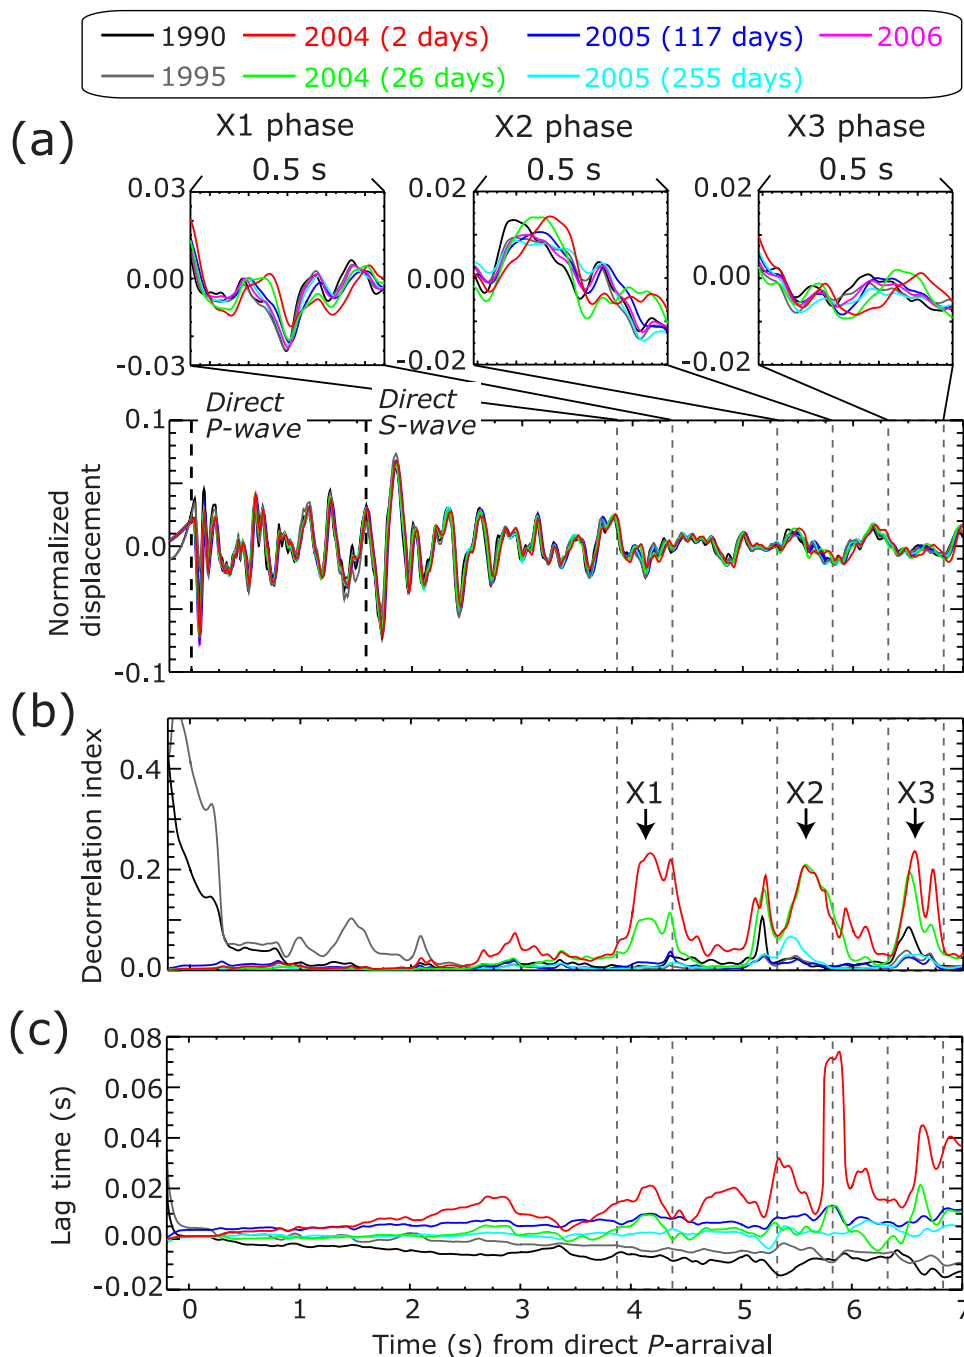 1990 2004 (2 days) 2005 (117 days) 2006
1995 2004 (26 days) 2005 (255 days)
(a)
X1 phase X2 phase X3 phase
0.5 s 0.5 s 0.5 s
0.03 0.02 0.02
0.00 0.00 0.00
-0.03 -0.02 -0.02
Direct P-wave
Direct S-wave
0.1
0.0
-0.1
Normalized displacement
(b)
Decorrelation index
0.4
0.2
0.0
X1 X2 X3
(c)
Lag time (s)
0.08
0.06
0.04
0.02
0.00
-0.02
0 1 2 3 4 5 6 7
Time (s) from direct P-arraival